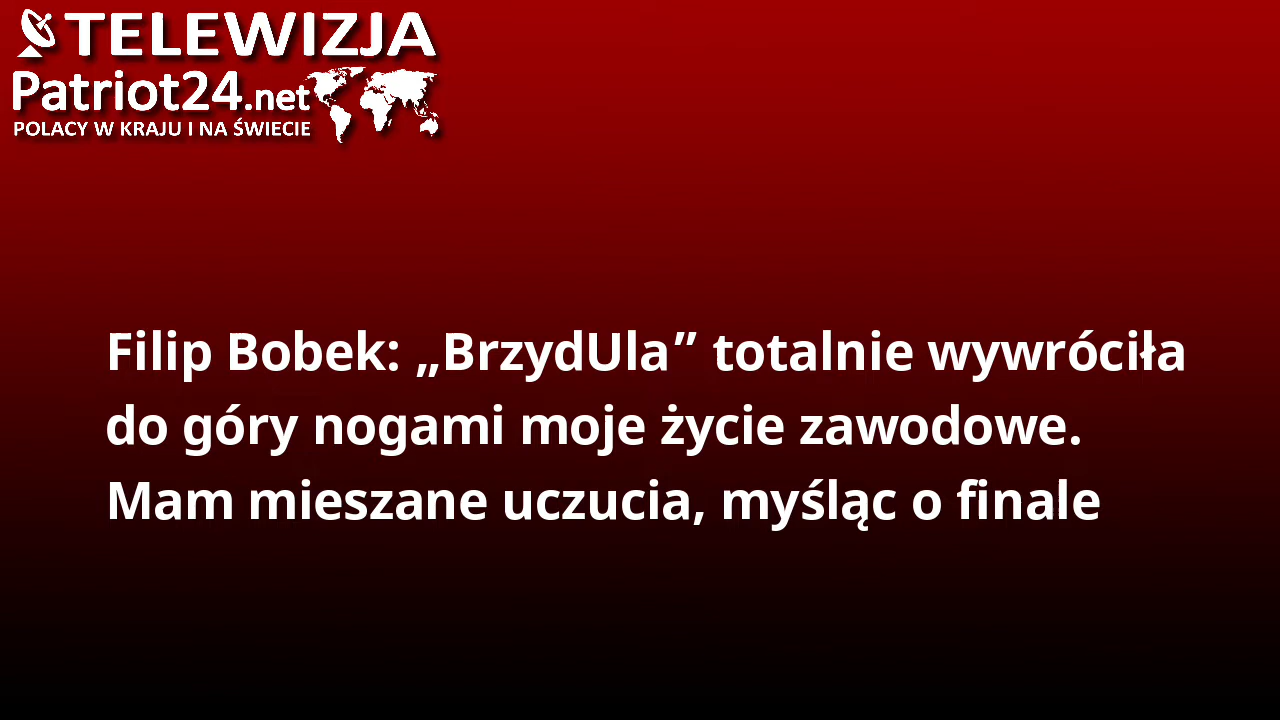 TELEWIZJA
Patriot24.net
POLACY W KRAJU I NA ŚWIECIE
Filip Bobek: „BrzydUla” totalnie wywróciła
do góry nogami moje życie zawodowe.
Mam mieszane uczucia, myśląc o finale